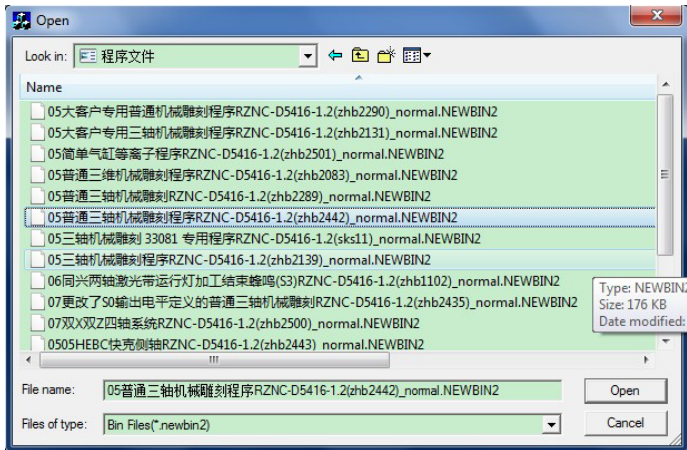 Open
Look in: 程序文件
Name
05大客户专用普通机械雕刻程序RZNC-D5416-1.2(zhb2290)_normal.NEWBIN2
05大客户专用三轴机械雕刻程序RZNC-D5416-1.2(zhb2131)_normal.NEWBIN2
05简单气缸等离子程序RZNC-D5416-1.2(zhb2501)_normal.NEWBIN2
05普通三维机械雕刻程序RZNC-D5416-1.2(zhb2083)_normal.NEWBIN2
05普通三轴机械雕刻RZNC-D5416-1.2(zhb2289)_normal.NEWBIN2
05普通三轴机械雕刻程序RZNC-D5416-1.2(zhb2442)_normal.NEWBIN2
05三轴机械雕刻 33081 专用程序RZNC-D5416-1.2(sks11)_normal.NEWBIN2
05三轴机械雕刻程序RZNC-D5416-1.2(zhb2139)_normal.NEWBIN2
06同兴两轴激光带运行灯加工结束蜂鸣(S3)RZNC-D5416-1.2(zhb1102)_normal.NEWBIN2
07更改了S0输出电平定义的普通三轴机械雕刻RZNC-D5416-1.2(zhb2435)_normal.NEWBIN2
07双X双Z四轴系统RZNC-D5416-1.2(zhb2500)_normal.NEWBIN2
0505HEBC快克侧轴RZNC-D5416-1.2(zhb2443)_normal.NEWBIN2
Type: NEWBIN2
Size: 176 KB
Date modified:
File name: 05普通三轴机械雕刻程序RZNC-D5416-1.2(zhb2442)_normal.NEWBIN2 Open
Files of type: Bin Files(*.newbin2) Cancel